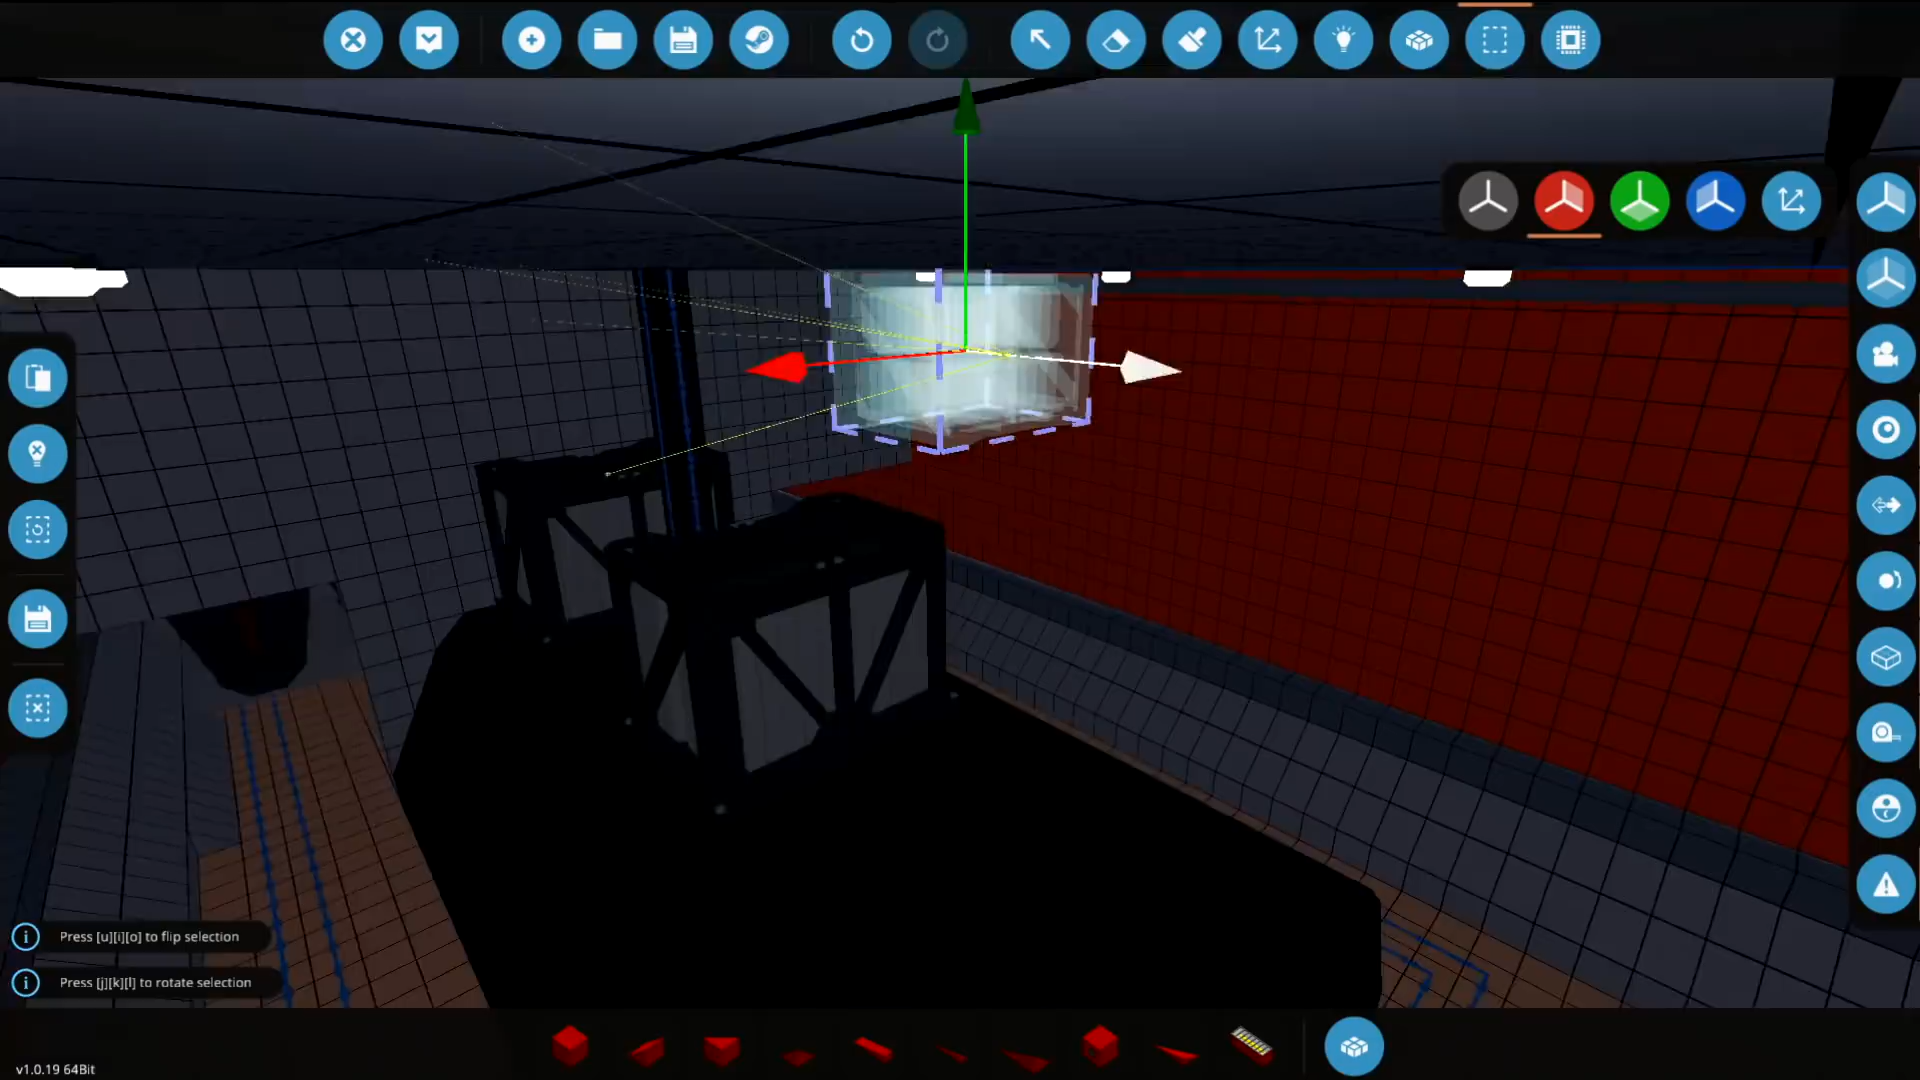 Press [u][i][o] to flip selection
Press [j][k][l] to rotate selection
v1.0.19 64Bit